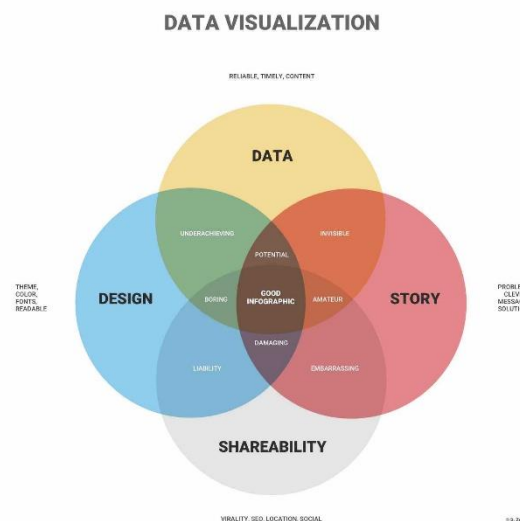 DATA VISUALIZATION
RELIABLE, TIMELY, CONTENT
DATA
UNDERACHIEVING
INVISIBLE
POTENTIAL
THEME,
COLOR,
FONTS,
READABLE
DESIGN
BORING
GOOD
INFOGRAPHIC
AMATEUR
STORY
DAMAGING
LIABILITY
EMBARRASSING
SHAREABILITY
VIRALITY, SEO, LOCATION, SOCIAL